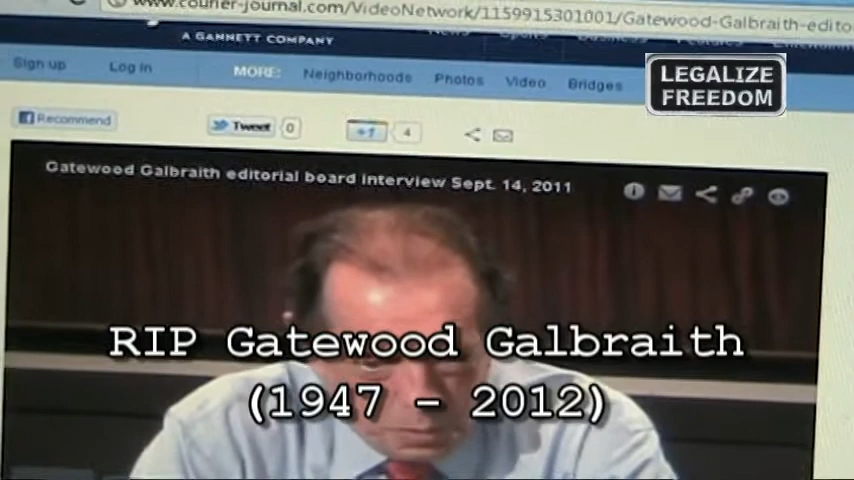 www.courier-journal.com/VideoNetwork/1159915301001/Gatewood-Galbraith-edito
A GANNETT COMPANY
Sign up Log In MORE: Neighborhoods Photos Video Bridges
LEGALIZE
FREEDOM
Recommend Tweet 0 +1 4
Gatewood Galbraith editorial board interview Sept. 14, 2011
RIP Gatewood Galbraith
(1947 - 2012)